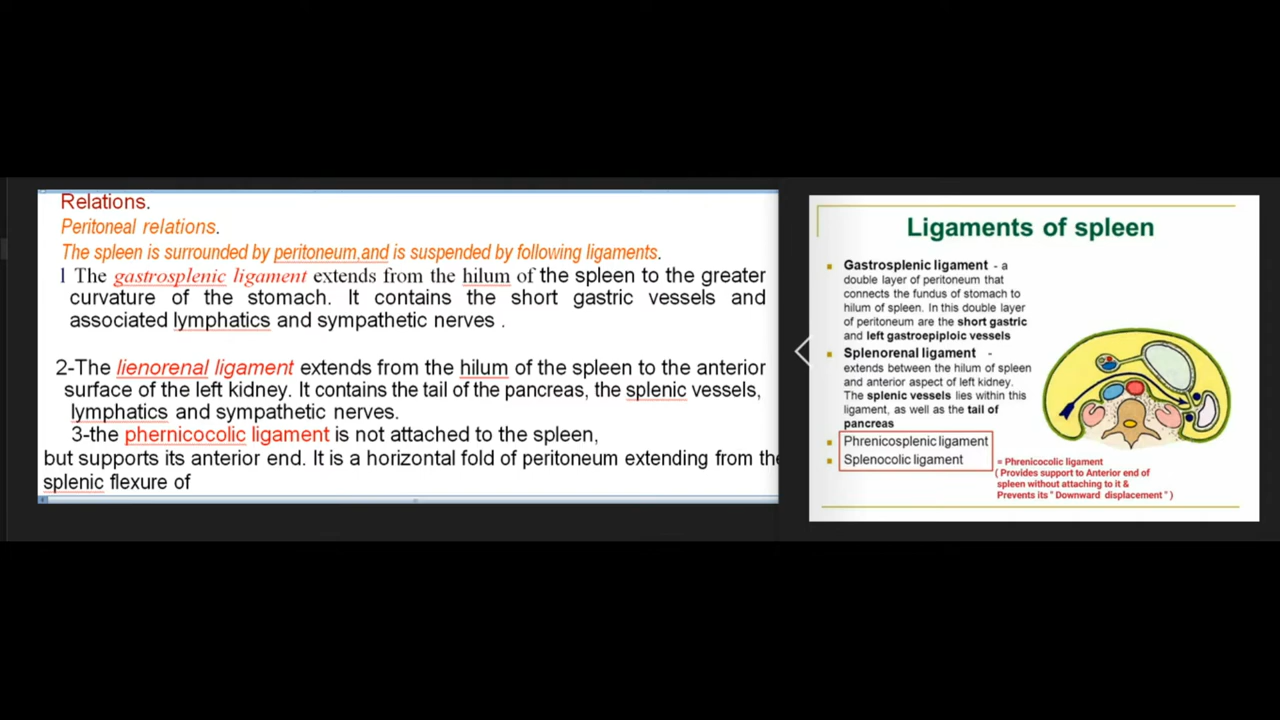 Relations.
Peritoneal relations.
The spleen is surrounded by peritoneum,and is suspended by following ligaments.
1 The gastrosplenic ligament extends from the hilum of the spleen to the greater
curvature of the stomach. It contains the short gastric vessels and
associated lymphatics and sympathetic nerves .
2-The lienorenal ligament extends from the hilum of the spleen to the anterior
surface of the left kidney. It contains the tail of the pancreas, the splenic vessels,
lymphatics and sympathetic nerves.
3-the phernicocolic ligament is not attached to the spleen,
but supports its anterior end. It is a horizontal fold of peritoneum extending from the
splenic flexure of
Ligaments of spleen
Gastrosplenic ligament - a
double layer of peritoneum that
connects the fundus of stomach to
hilum of spleen. In this double layer
of peritoneum are the short gastric
and left gastroepiploic vessels
Splenorenal ligament -
extends between the hilum of spleen
and anterior aspect of left kidney.
The splenic vessels lies within this
ligament, as well as the tail of
pancreas
Phrenicosplenic ligament
Splenocolic ligament
= Phrenicocolic ligament
( Provides support to Anterior end of
spleen without attaching to it &
Prevents its " Downward displacement " )